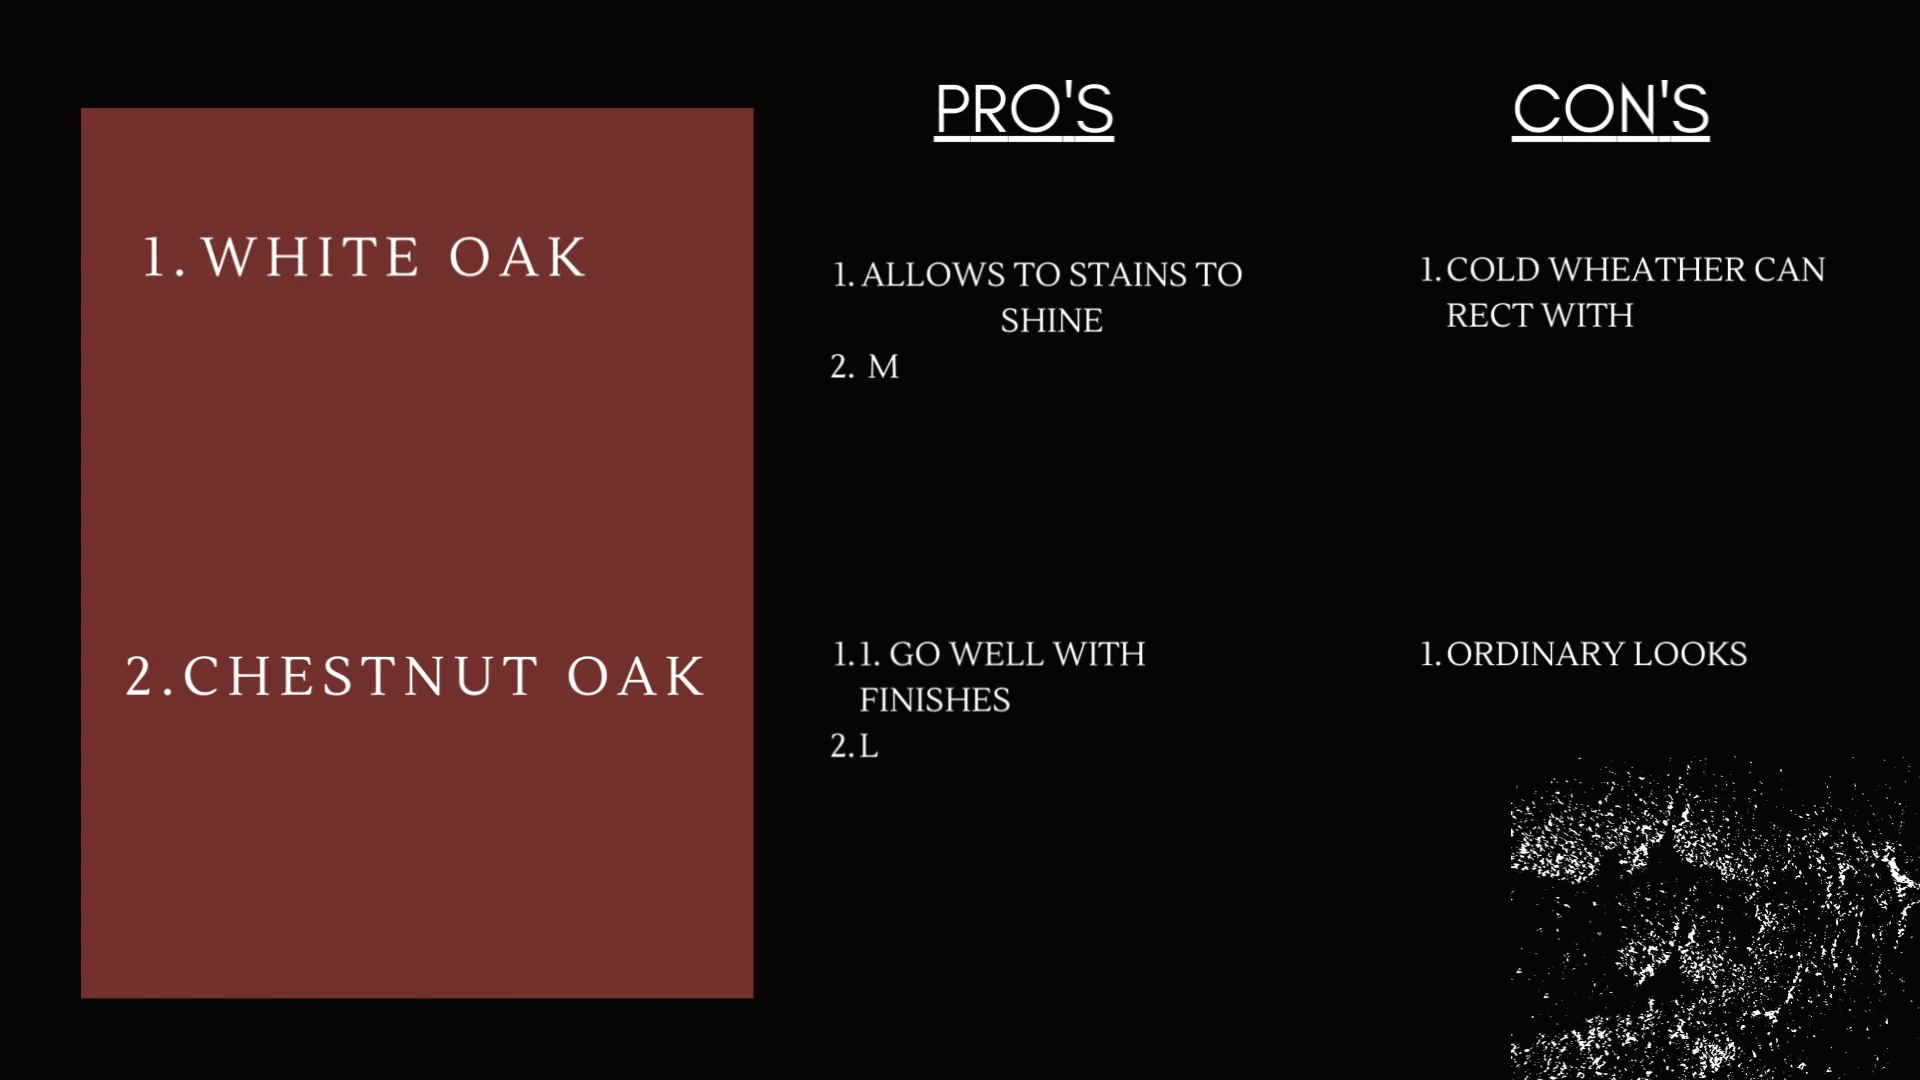 PRO'S
CON'S
1. WHITE OAK
1. ALLOWS TO STAINS TO
SHINE
2. M
1. COLD WHEATHER CAN
RECT WITH
2. CHESTNUT OAK
1. 1. GO WELL WITH
FINISHES
2. L
1. ORDINARY LOOKS